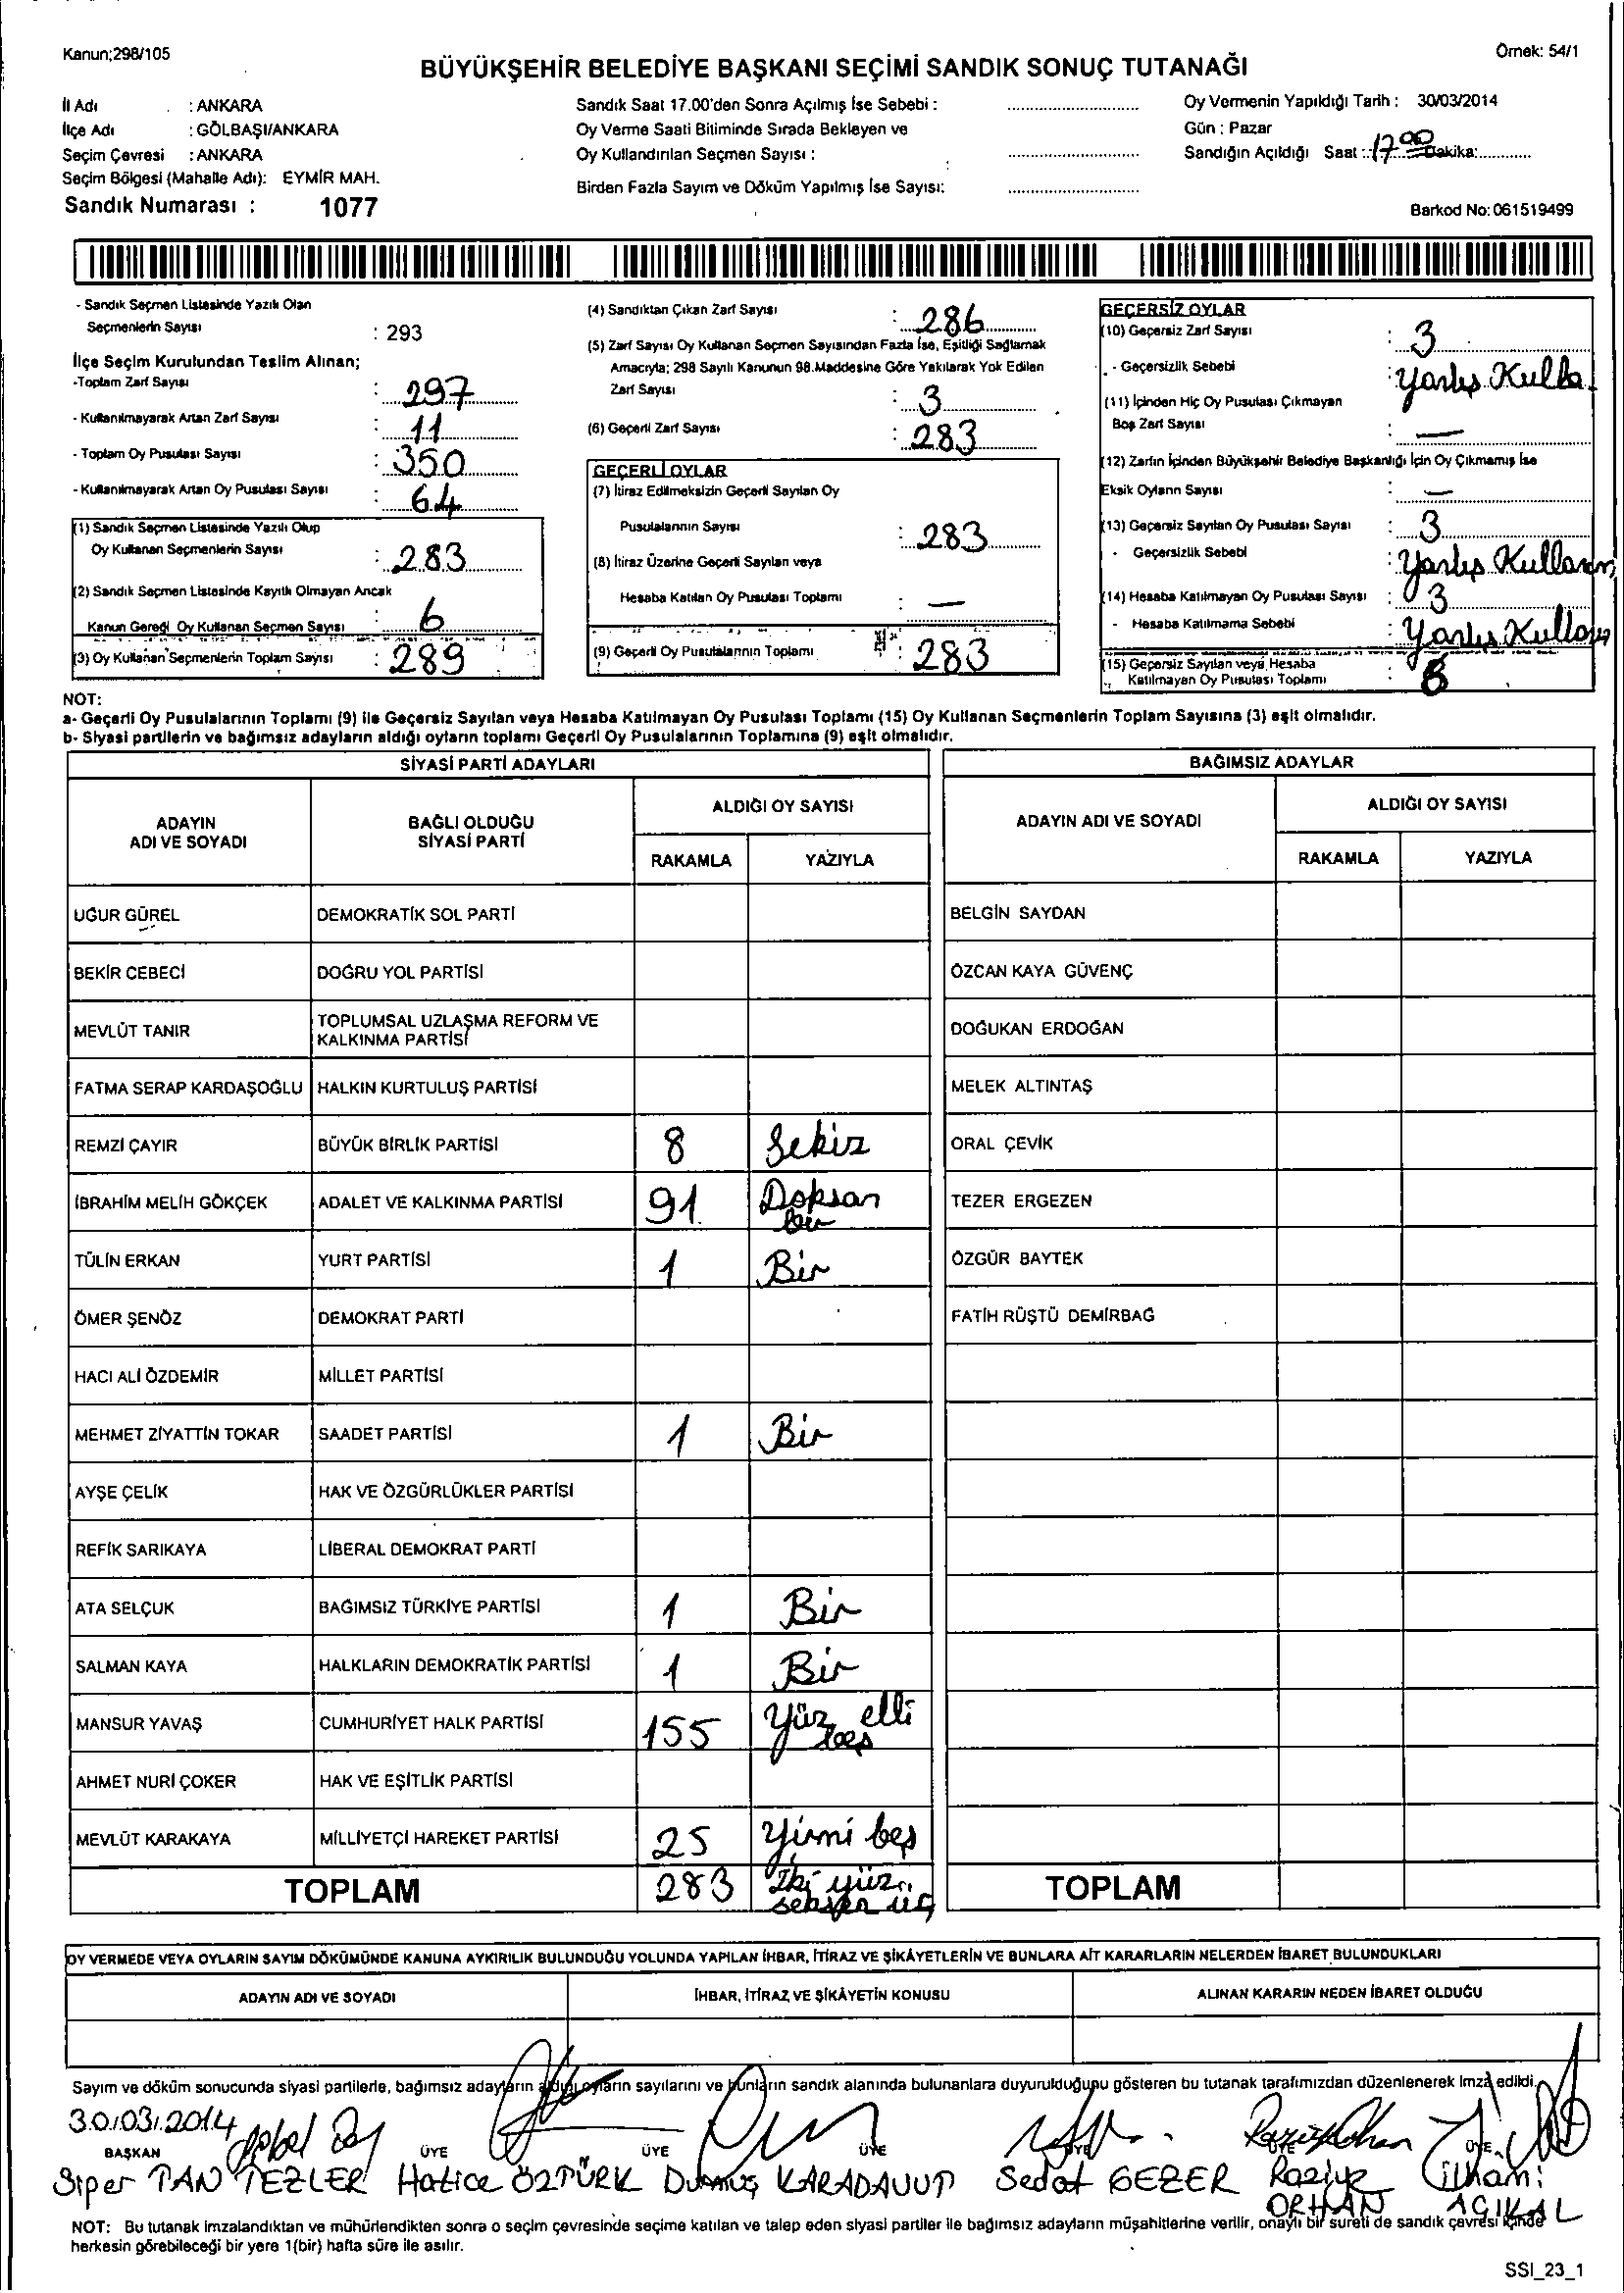 Kanun;298/105
Örnek: 54/1
BÜYÜKŞEHİR BELEDİYE BAŞKANI SEÇİMİ SANDIK SONUÇ TUTANAĞI
İl Adı : ANKARA
İlçe Adı : GÖLBAŞI/ANKARA
Seçim Çevresi : ANKARA
Seçim Bölgesi (Mahalle Adı): EYMİR MAH.
Sandık Numarası : 1077
Sandık Saat 17.00'den Sonra Açılmış İse Sebebi :
Oy Verme Saati Bitiminde Sırada Bekleyen ve
Oy Kullandırılan Seçmen Sayısı :
Birden Fazla Sayım ve Döküm Yapılmış İse Sayısı:
Oy Vermenin Yapıldığı Tarih : 30/03/2014
Gün : Pazar
Sandığın Açıldığı Saat : 17 00 Dakika:
Barkod No: 061519499
- Sandık Seçmen Listesinde Yazılı Olan
Seçmenlerin Sayısı : 293
İlçe Seçim Kurulundan Teslim Alınan;
-Toplam Zarf Sayısı : 297
- Kullanılmayarak Artan Zarf Sayısı : 11
- Toplam Oy Pusulası Sayısı : 350
- Kullanılmayarak Artan Oy Pusulası Sayısı : 64
(1) Sandık Seçmen Listesinde Yazılı Olup
Oy Kullanan Seçmenlerin Sayısı : 283
(2) Sandık Seçmen Listesinde Kayıtlı Olmayan Ancak
Kanun Gereği Oy Kullanan Seçmen Sayısı : 6
(3) Oy Kullanan Seçmenlerin Toplam Sayısı : 289
(4) Sandıktan Çıkan Zarf Sayısı : 286
(5) Zarf Sayısı Oy Kullanan Seçmen Sayısından Fazla İse, Eşitliği Sağlamak
Amacıyla; 298 Sayılı Kanunun 98.Maddesine Göre Yakılarak Yok Edilen
Zarf Sayısı : 3
(6) Geçerli Zarf Sayısı : 283
GEÇERLİ OYLAR
(7) İtiraz Edilmeksizin Geçerli Sayılan Oy
Pusulalarının Sayısı : 283
(8) İtiraz Üzerine Geçerli Sayılan veya
Hesaba Katılan Oy Pusulası Toplamı : —
(9) Geçerli Oy Pusulalarının Toplamı : 283
GEÇERSİZ OYLAR
(10) Geçersiz Zarf Sayısı : 3
- Geçersizlik Sebebi : Yanlış Kulla
(11) İçinden Hiç Oy Pusulası Çıkmayan
Boş Zarf Sayısı : —
(12) Zarfın İçinden Büyükşehir Belediye Başkanlığı İçin Oy Çıkmamış İse
Eksik Oyların Sayısı : —
(13) Geçersiz Sayılan Oy Pusulası Sayısı : 3
- Geçersizlik Sebebi : Yanlış Kullanım
(14) Hesaba Katılmayan Oy Pusulası Sayısı : 3
- Hesaba Katılmama Sebebi : Yanlış
(15) Geçersiz Sayılan veya Hesaba
Katılmayan Oy Pusulası Toplamı :
NOT:
a- Geçerli Oy Pusulalarının Toplamı (9) ile Geçersiz Sayılan veya Hesaba Katılmayan Oy Pusulası Toplamı (15) Oy Kullanan Seçmenlerin Toplam Sayısına (3) eşit olmalıdır.
b- Siyasi partilerin ve bağımsız adayların aldığı oyların toplamı Geçerli Oy Pusulalarının Toplamına (9) eşit olmalıdır.
SİYASİ PARTİ ADAYLARI
ADAYIN ADI VE SOYADI BAĞLI OLDUĞU SİYASİ PARTİ ALDIĞI OY SAYISI
RAKAMLA YAZIYLA
UĞUR GÜREL DEMOKRATİK SOL PARTİ
BEKİR CEBECİ DOĞRU YOL PARTİSİ
MEVLÜT TANIR TOPLUMSAL UZLAŞMA REFORM VE KALKINMA PARTİSİ
FATMA SERAP KARDAŞOĞLU HALKIN KURTULUŞ PARTİSİ
REMZİ ÇAYIR BÜYÜK BİRLİK PARTİSİ 8 Sekiz
İBRAHİM MELİH GÖKÇEK ADALET VE KALKINMA PARTİSİ 91 Doksan bir
TÜLİN ERKAN YURT PARTİSİ 1 Bir
ÖMER ŞENÖZ DEMOKRAT PARTİ
HACI ALİ ÖZDEMİR MİLLET PARTİSİ
MEHMET ZİYATTİN TOKAR SAADET PARTİSİ 1 Bir
AYŞE ÇELİK HAK VE ÖZGÜRLÜKLER PARTİSİ
REFİK SARIKAYA LİBERAL DEMOKRAT PARTİ
ATA SELÇUK BAĞIMSIZ TÜRKİYE PARTİSİ 1 Bir
SALMAN KAYA HALKLARIN DEMOKRATİK PARTİSİ 1 Bir
MANSUR YAVAŞ CUMHURİYET HALK PARTİSİ 155 Yüz elli beş
AHMET NURİ ÇOKER HAK VE EŞİTLİK PARTİSİ
MEVLÜT KARAKAYA MİLLİYETÇİ HAREKET PARTİSİ 25 Yirmi beş
TOPLAM 283 İki yüz seksen üç
BAĞIMSIZ ADAYLAR
ADAYIN ADI VE SOYADI ALDIĞI OY SAYISI
RAKAMLA YAZIYLA
BELGİN SAYDAN
ÖZCAN KAYA GÜVENÇ
DOĞUKAN ERDOĞAN
MELEK ALTINTAŞ
ORAL ÇEVİK
TEZER ERGEZEN
ÖZGÜR BAYTEK
FATİH RÜŞTÜ DEMİRBAĞ
TOPLAM
OY VERMEDE VEYA OYLARIN SAYIM DÖKÜMÜNDE KANUNA AYKIRILIK BULUNDUĞU YOLUNDA YAPILAN İHBAR, İTİRAZ VE ŞİKÂYETLERİN VE BUNLARA AİT KARARLARIN NELERDEN İBARET BULUNDUKLARI
ADAYIN ADI VE SOYADI İHBAR, İTİRAZ VE ŞİKÂYETİN KONUSU ALINAN KARARIN NEDEN İBARET OLDUĞU
Sayım ve döküm sonucunda siyasi partilerle, bağımsız adayların aldığı oyların sayılarını ve bunların sandık alanında bulunanlara duyurulduğunu gösteren bu tutanak tarafımızdan düzenlenerek imza edildi.
30/03/2014
BAŞKAN ÜYE ÜYE ÜYE ÜYE ÜYE ÜYE
Siper TAN TEZLER Hatice ÖZTÜRK Durmuş KARADAVUT Sedat GEZER Raziye ORHAN İlhami AÇIKAL
NOT: Bu tutanak imzalandıktan ve mühürlendikten sonra o seçim çevresinde seçime katılan ve talep eden siyasi partiler ile bağımsız adayların müşahitlerine verilir, onaylı bir sureti de sandık çevresi içinde
herkesin görebileceği bir yere 1(bir) hafta süre ile asılır.
SSI_23_1